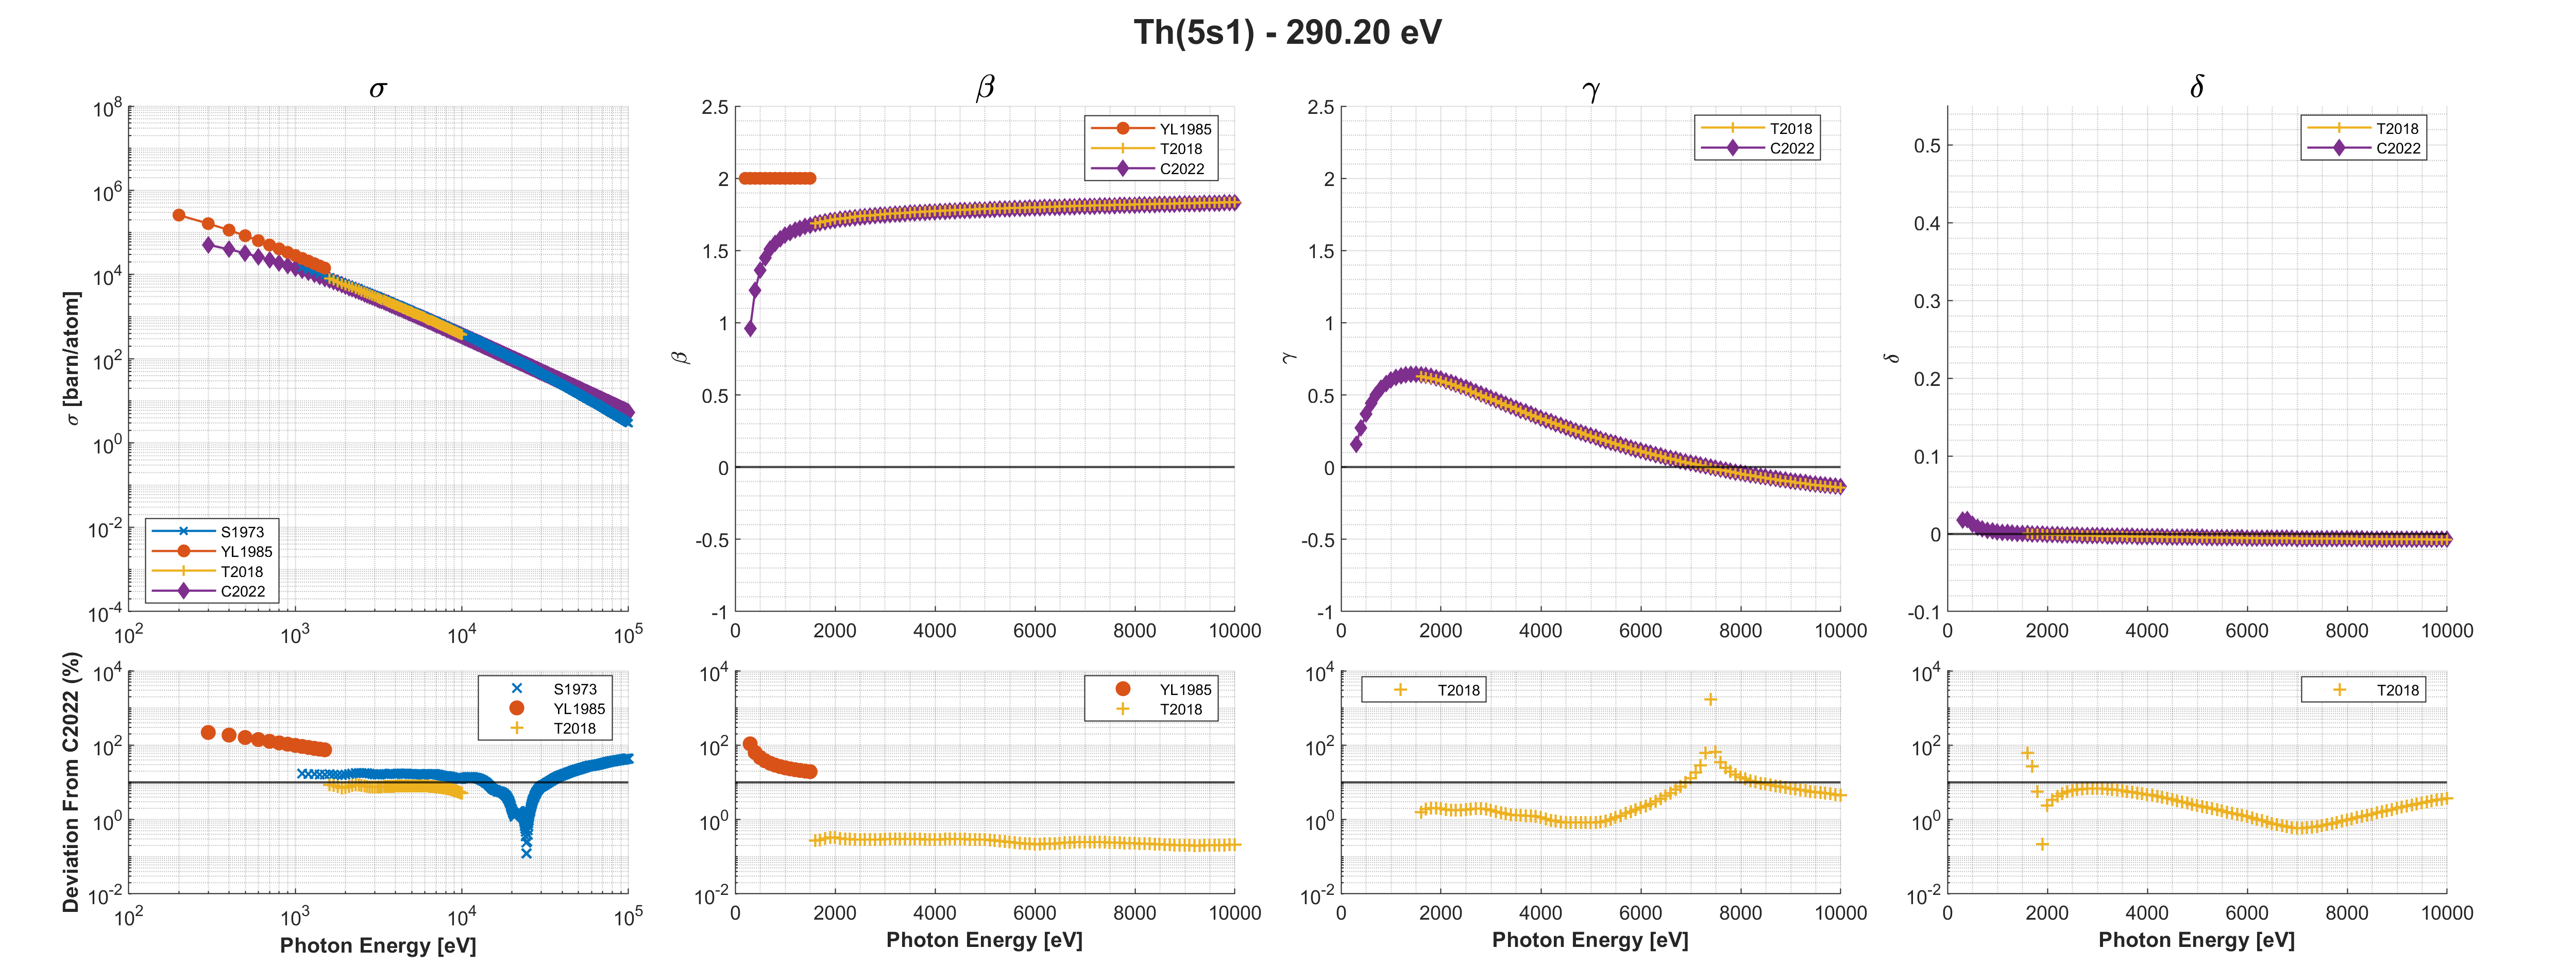 Th(5s1) - 290.20 eV
σ
10^8
10^6
10^4
10^2
10^0
10^-2
10^-4
σ [barn/atom]
S1973
YL1985
T2018
C2022
10^2
10^3
10^4
10^5
β
2.5
2
1.5
1
0.5
0
-0.5
-1
β
YL1985
T2018
C2022
0
2000
4000
6000
8000
10000
γ
2.5
2
1.5
1
0.5
0
-0.5
-1
γ
T2018
C2022
0
2000
4000
6000
8000
10000
δ
0.5
0.4
0.3
0.2
0.1
0
-0.1
δ
T2018
C2022
0
2000
4000
6000
8000
10000
Deviation From C2022 (%)
10^4
10^2
10^0
10^-2
S1973
YL1985
T2018
10^2
10^3
10^4
10^5
Photon Energy [eV]
10^4
10^2
10^0
10^-2
YL1985
T2018
0
2000
4000
6000
8000
10000
Photon Energy [eV]
10^4
10^2
10^0
10^-2
T2018
0
2000
4000
6000
8000
10000
Photon Energy [eV]
10^4
10^2
10^0
10^-2
T2018
0
2000
4000
6000
8000
10000
Photon Energy [eV]